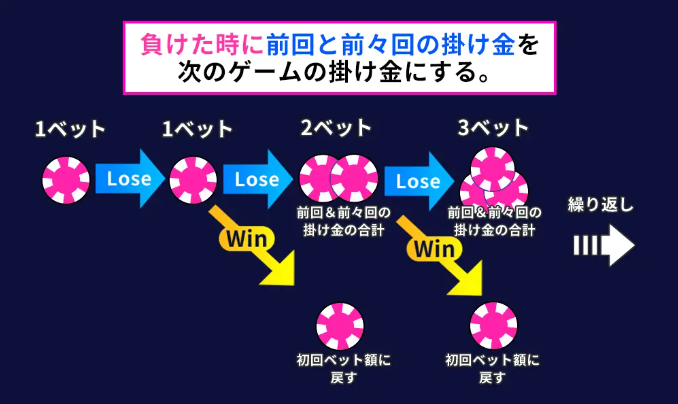 負けた時に前回と前々回の掛け金を
次のゲームの掛け金にする。
1ベット
1ベット
2ベット
3ベット
Lose
Lose
Lose
前回&前々回の
掛け金の合計
前回&前々回の
掛け金の合計
繰り返し
Win
Win
初回ベット額に
戻す
初回ベット額に
戻す